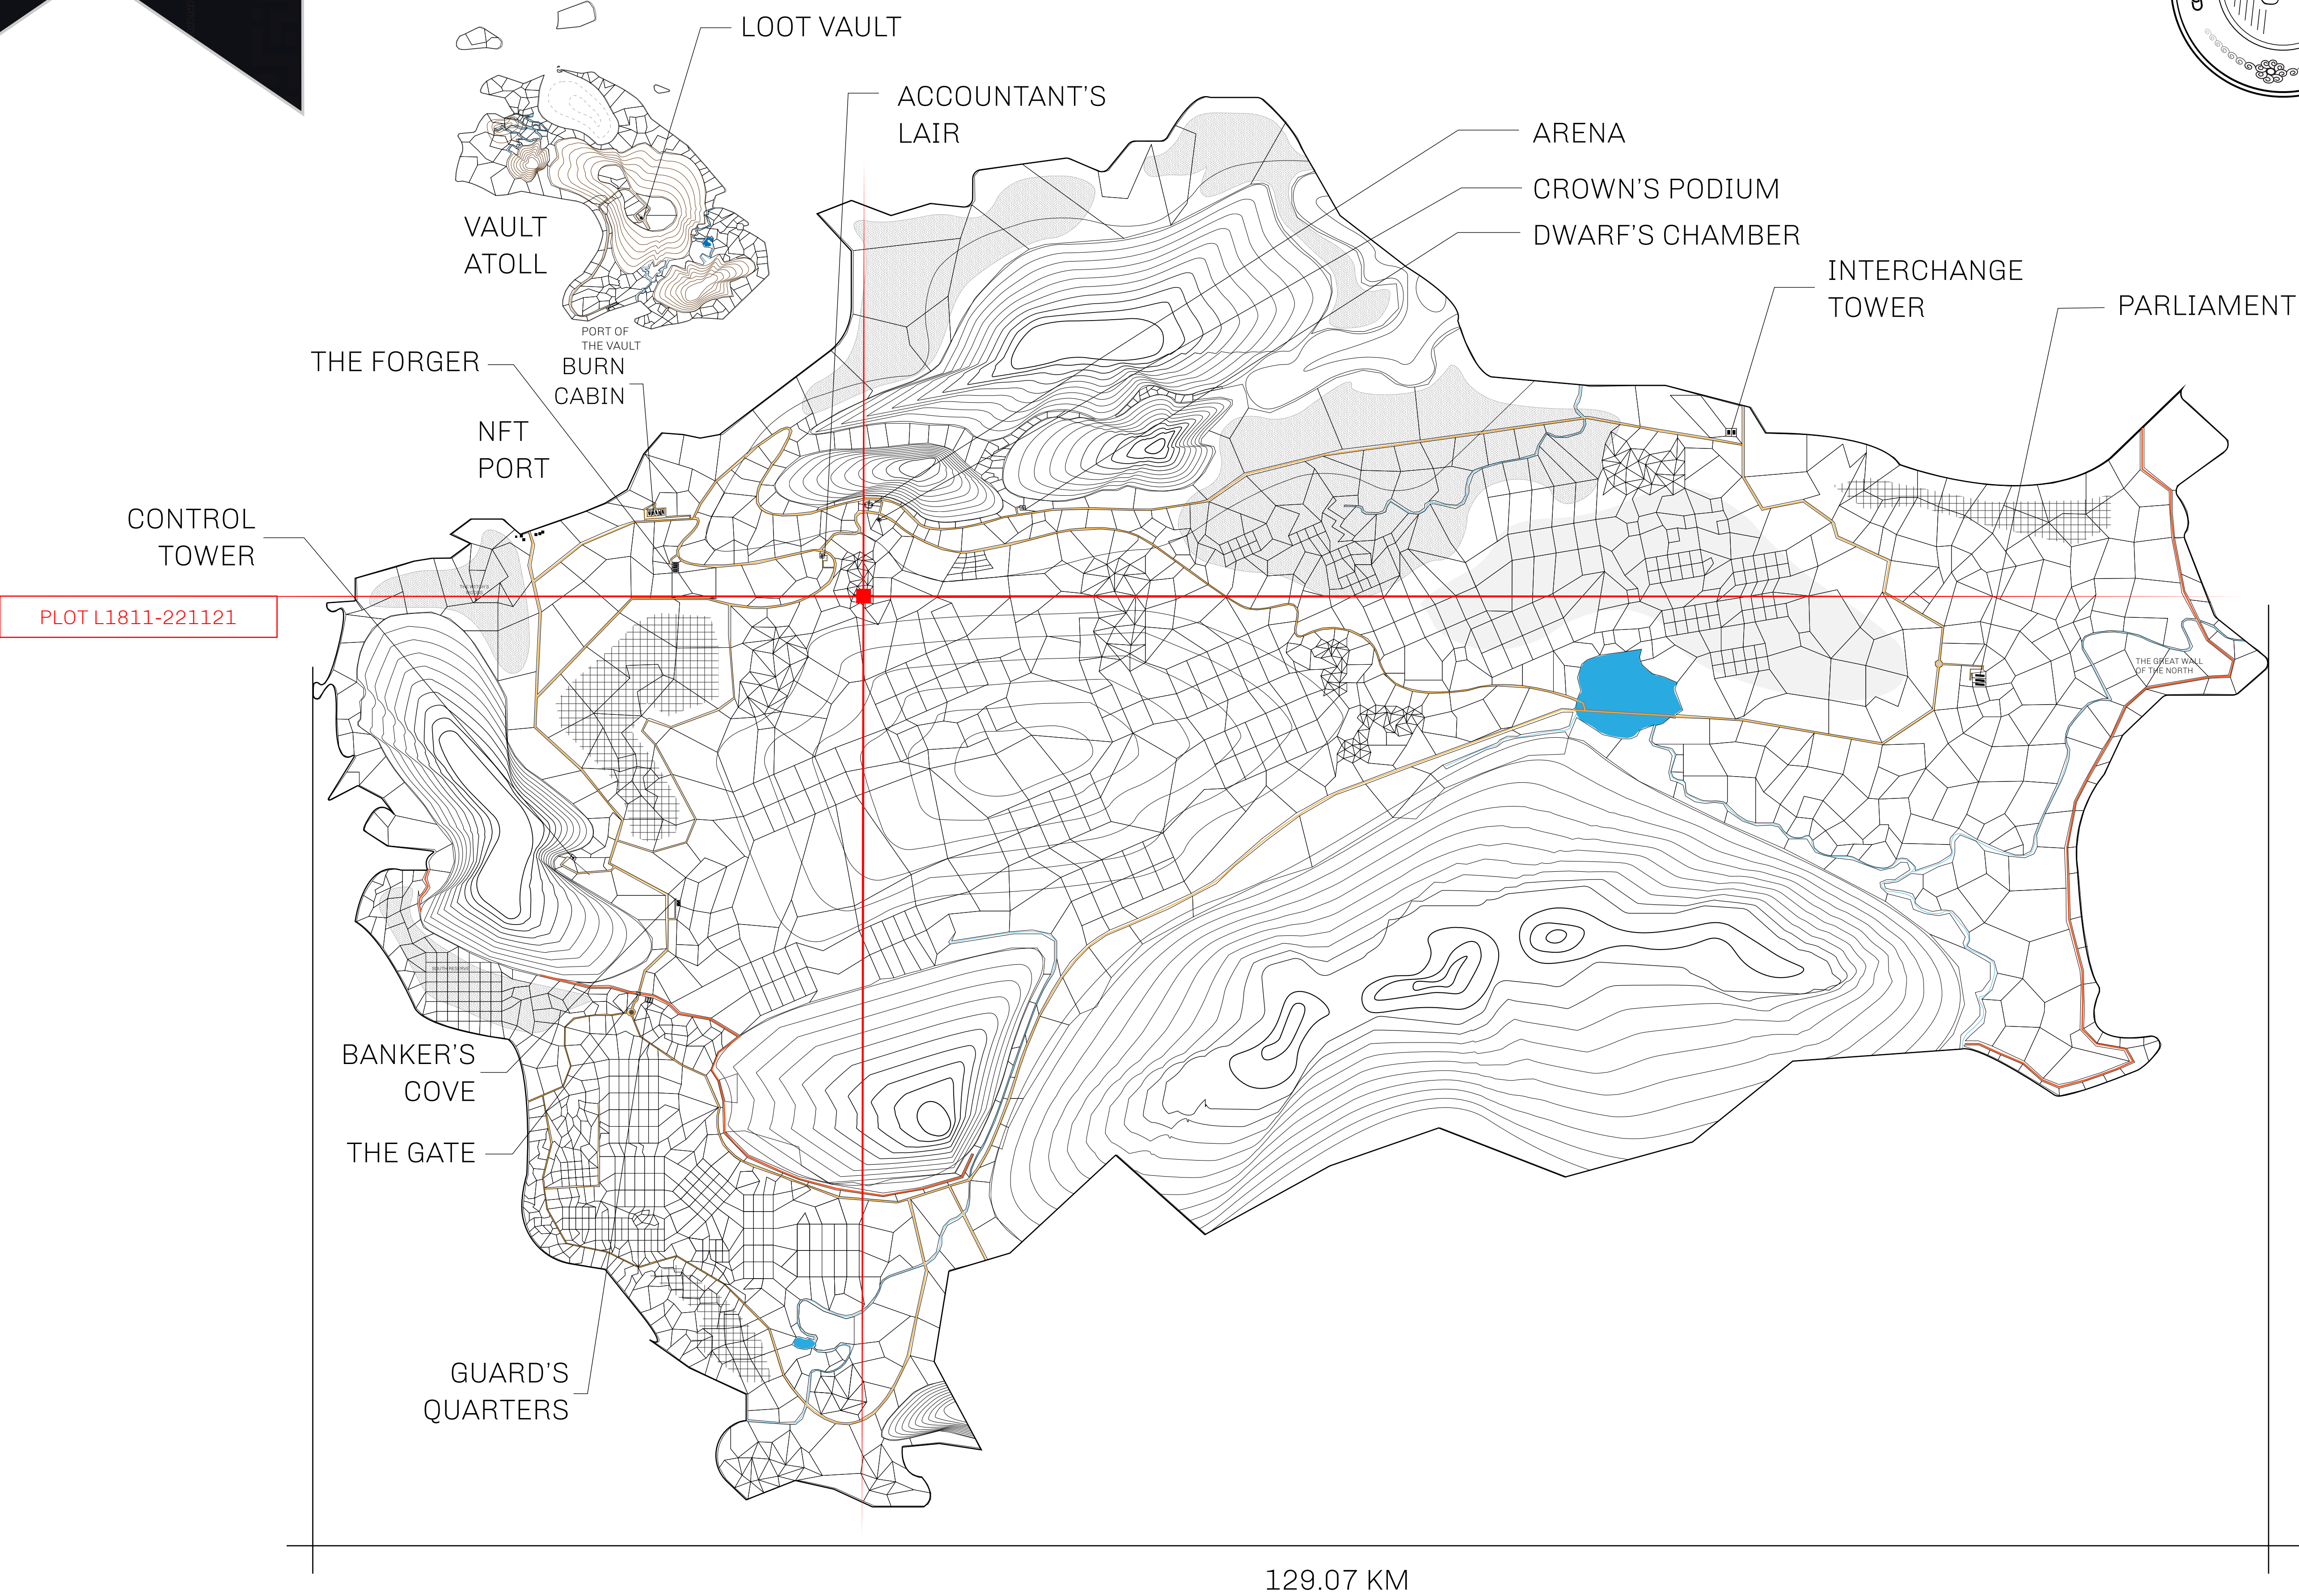 LOOT VAULT
ACCOUNTANT'S
LAIR
ARENA
CROWN'S PODIUM
DWARF'S CHAMBER
INTERCHANGE
TOWER
PARLIAMENT
VAULT
ATOLL
PORT OF
THE VAULT
THE FORGER
BURN
CABIN
NFT
PORT
CONTROL
TOWER
PLOT L1811-221121
THE GREAT WALL
OF THE NORTH
SOUTH RESERVE
BANKER'S
COVE
THE GATE
GUARD'S
QUARTERS
129.07 KM